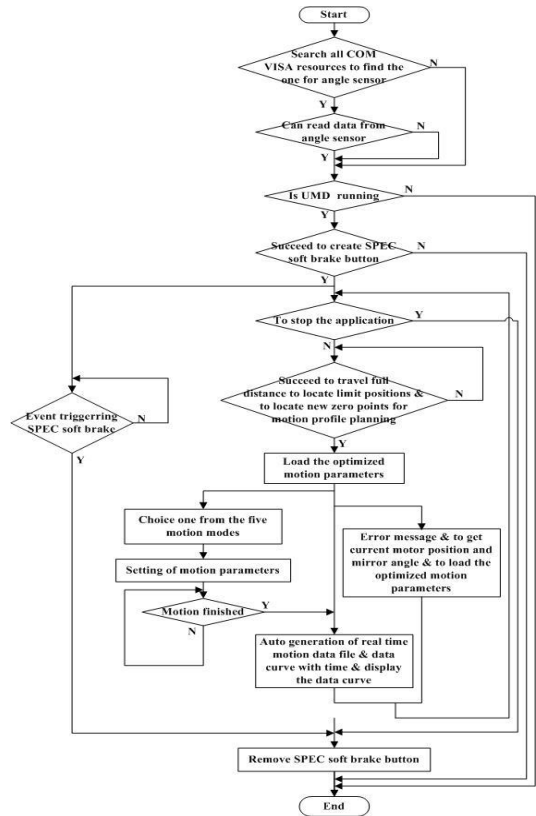 Start
Search all COM
VISA resources to find the
one for angle sensor
N
Y
Can read data from
angle sensor
N
Y
Is UMD running
N
Y
Succeed to create SPEC
soft brake button
N
Y
To stop the application
Y
N
Succeed to travel full
distance to locate limit positions &
to locate new zero points for
motion profile planning
N
Y
Event triggerring
SPEC soft brake
N
Y
Load the optimized
motion parameters
Choice one from the five
motion modes
Setting of motion parameters
Motion finished
Y
N
Error message & to get
current motor position and
mirror angle & to load the
optimized motion
parameters
Auto generation of real time
motion data file & data
curve with time & display
the data curve
Remove SPEC soft brake button
End